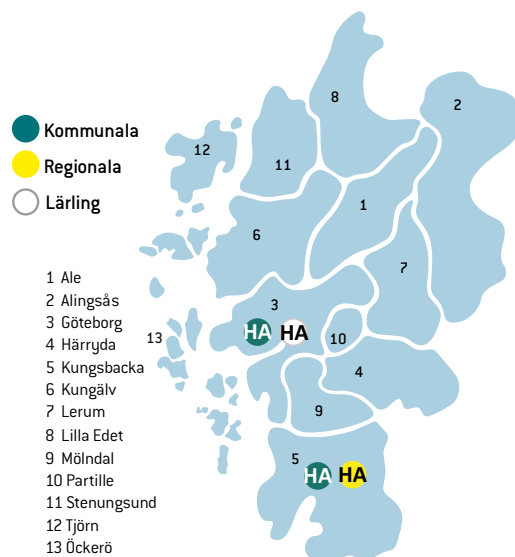 Kommunala
Regionala
Lärling
1 Ale
2 Alingsås
3 Göteborg
4 Härryda
5 Kungsbacka
6 Kungälv
7 Lerum
8 Lilla Edet
9 Mölndal
10 Partille
11 Stenungsund
12 Tjörn
13 Öckerö
8
2
12
11
1
6
7
3
HA HA
10
13
4
9
5
HA HA